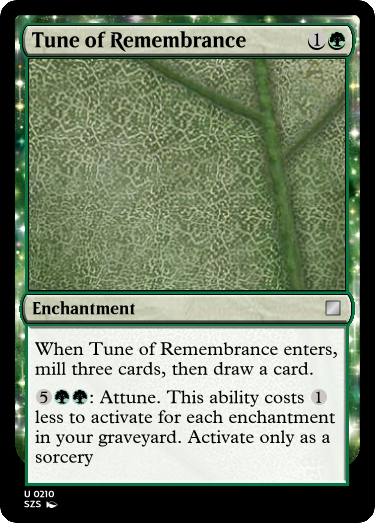 Tune of Remembrance 1
Enchantment
When Tune of Remembrance enters,
mill three cards, then draw a card.
5: Attune. This ability costs 1
less to activate for each enchantment
in your graveyard. Activate only as a
sorcery
U 0210
SZS